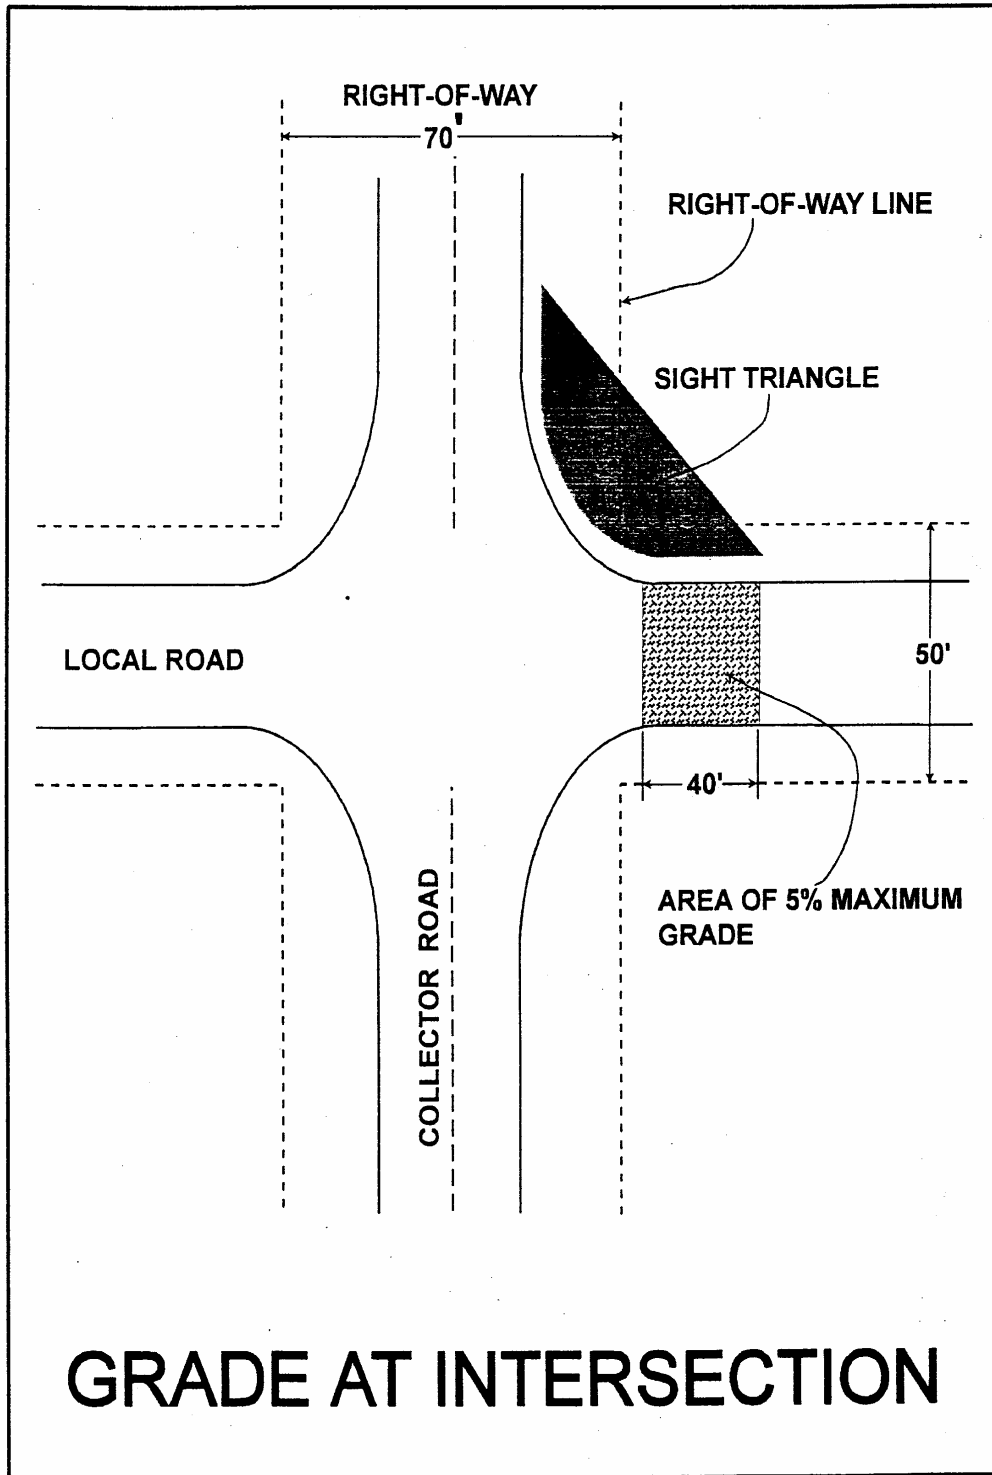 RIGHT-OF-WAY
70'
RIGHT-OF-WAY LINE
SIGHT TRIANGLE
LOCAL ROAD
50'
40'
COLLECTOR ROAD
AREA OF 5% MAXIMUM
GRADE
GRADE AT INTERSECTION